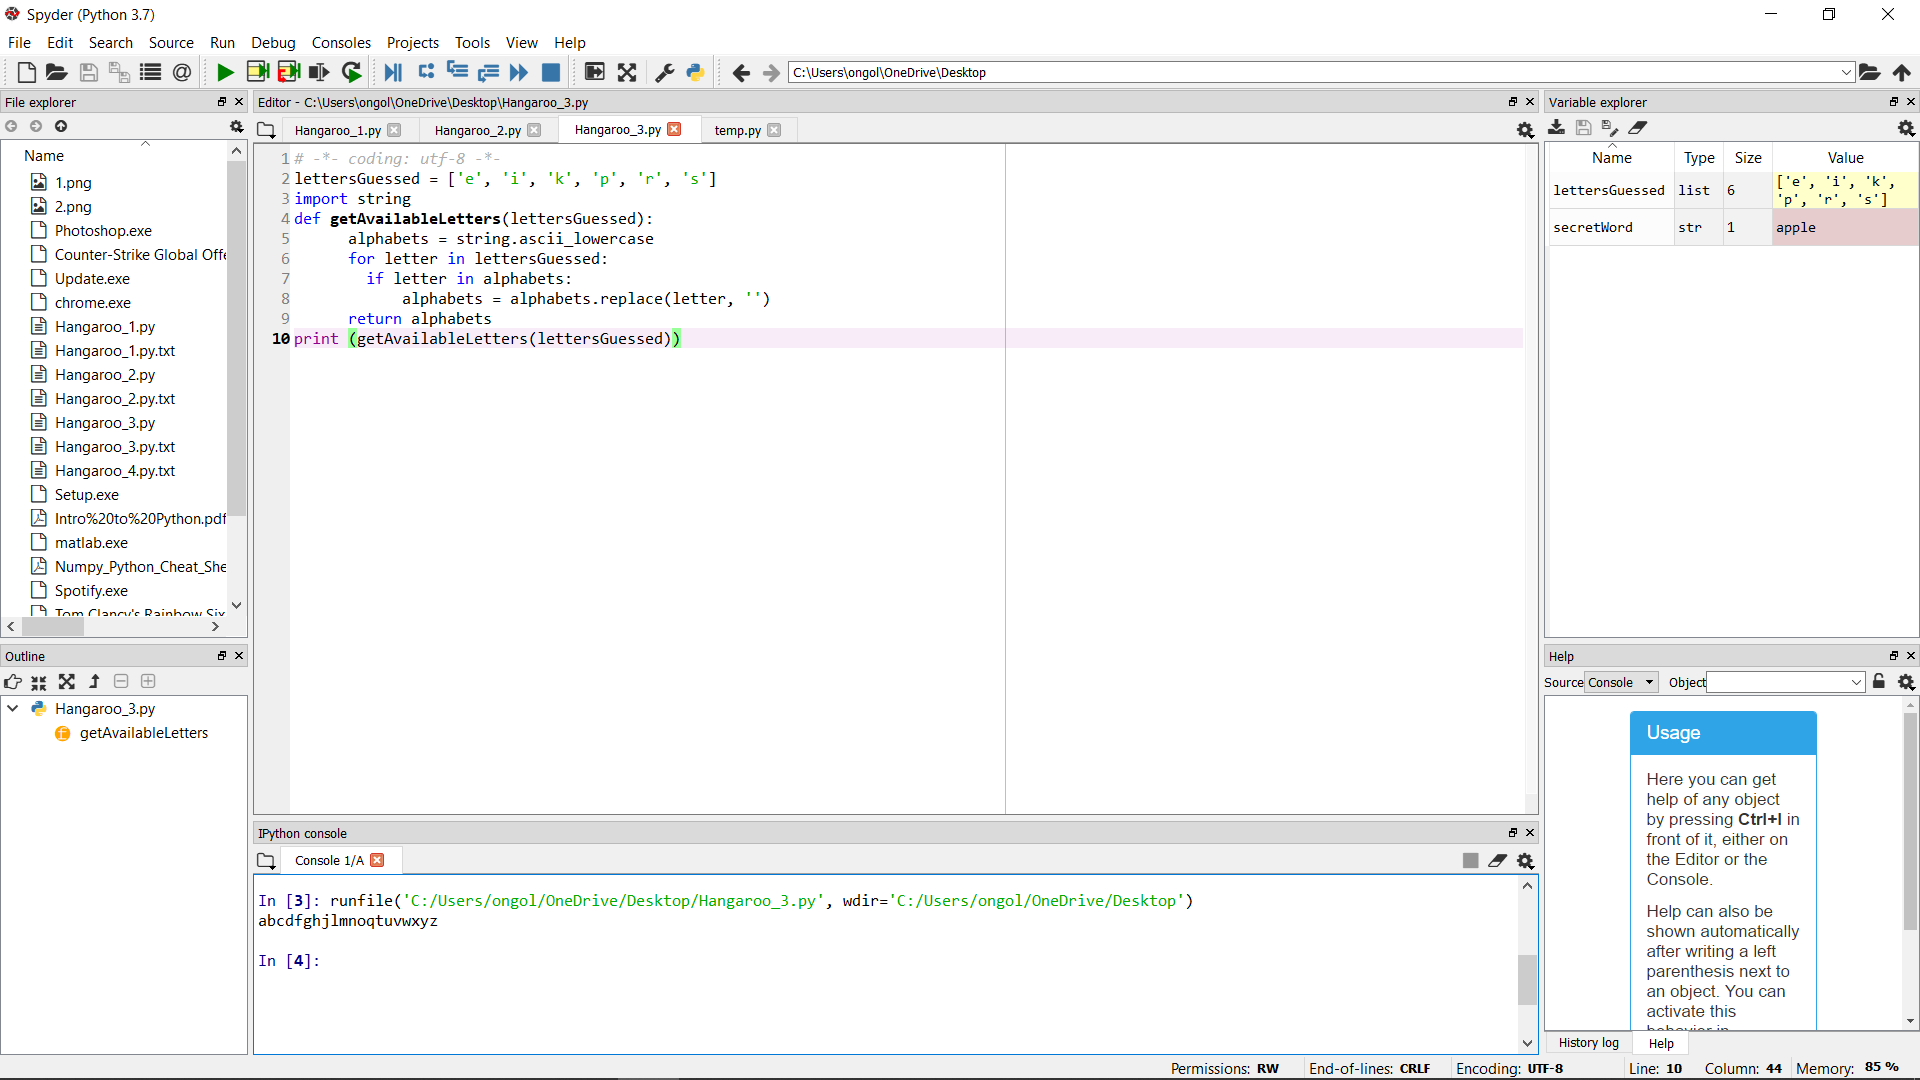 Spyder (Python 3.7)
File Edit Search Source Run Debug Consoles Projects Tools View Help
C:\Users\ongol\OneDrive\Desktop
File explorer
Name
1.png
2.png
Photoshop.exe
Counter-Strike Global Offe
Update.exe
chrome.exe
Hangaroo_1.py
Hangaroo_1.py.txt
Hangaroo_2.py
Hangaroo_2.py.txt
Hangaroo_3.py
Hangaroo_3.py.txt
Hangaroo_4.py.txt
Setup.exe
Intro%20to%20Python.pdf
matlab.exe
Numpy_Python_Cheat_She
Spotify.exe
Tom Clancy's Rainbow Six
Outline
Hangaroo_3.py
getAvailableLetters
Editor - C:\Users\ongol\OneDrive\Desktop\Hangaroo_3.py
Hangaroo_1.py Hangaroo_2.py Hangaroo_3.py temp.py
1 # -*- coding: utf-8 -*-
2 lettersGuessed = ['e', 'i', 'k', 'p', 'r', 's']
3 import string
4 def getAvailableLetters(lettersGuessed):
5 alphabets = string.ascii_lowercase
6 for letter in lettersGuessed:
7 if letter in alphabets:
8 alphabets = alphabets.replace(letter, '')
9 return alphabets
10 print (getAvailableLetters(lettersGuessed))
IPython console
Console 1/A
In [3]: runfile('C:/Users/ongol/OneDrive/Desktop/Hangaroo_3.py', wdir='C:/Users/ongol/OneDrive/Desktop')
abcdfghjlmnoqtuvwxyz
In [4]:
Variable explorer
Name Type Size Value
lettersGuessed list 6 ['e', 'i', 'k',
'p', 'r', 's']
secretWord str 1 apple
Help
Source Console Object
Usage
Here you can get
help of any object
by pressing Ctrl+I in
front of it, either on
the Editor or the
Console.
Help can also be
shown automatically
after writing a left
parenthesis next to
an object. You can
activate this
behavior in
History log Help
Permissions: RW End-of-lines: CRLF Encoding: UTF-8 Line: 10 Column: 44 Memory: 85 %